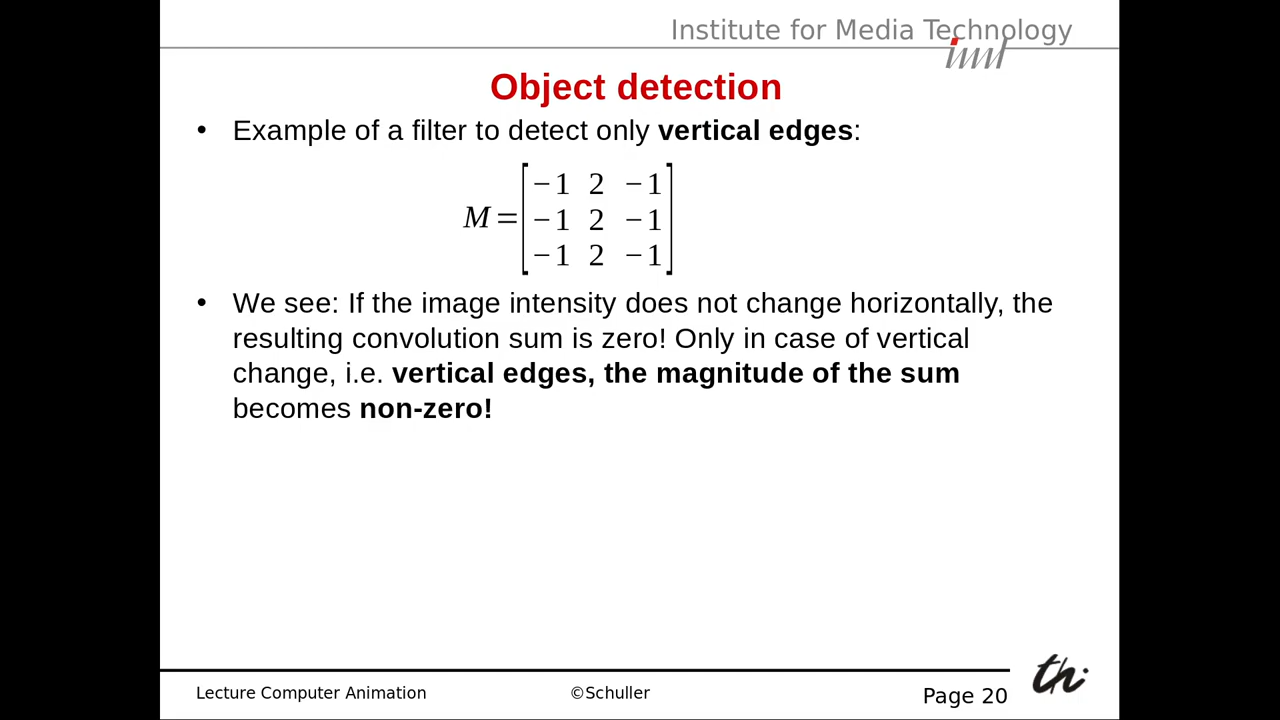 Institute for Media Technology
imt
Object detection
• Example of a filter to detect only vertical edges:
M = [ −1 2 −1
−1 2 −1
−1 2 −1 ]
• We see: If the image intensity does not change horizontally, the
resulting convolution sum is zero! Only in case of vertical
change, i.e. vertical edges, the magnitude of the sum
becomes non-zero!
th
Lecture Computer Animation
©Schuller
Page 20